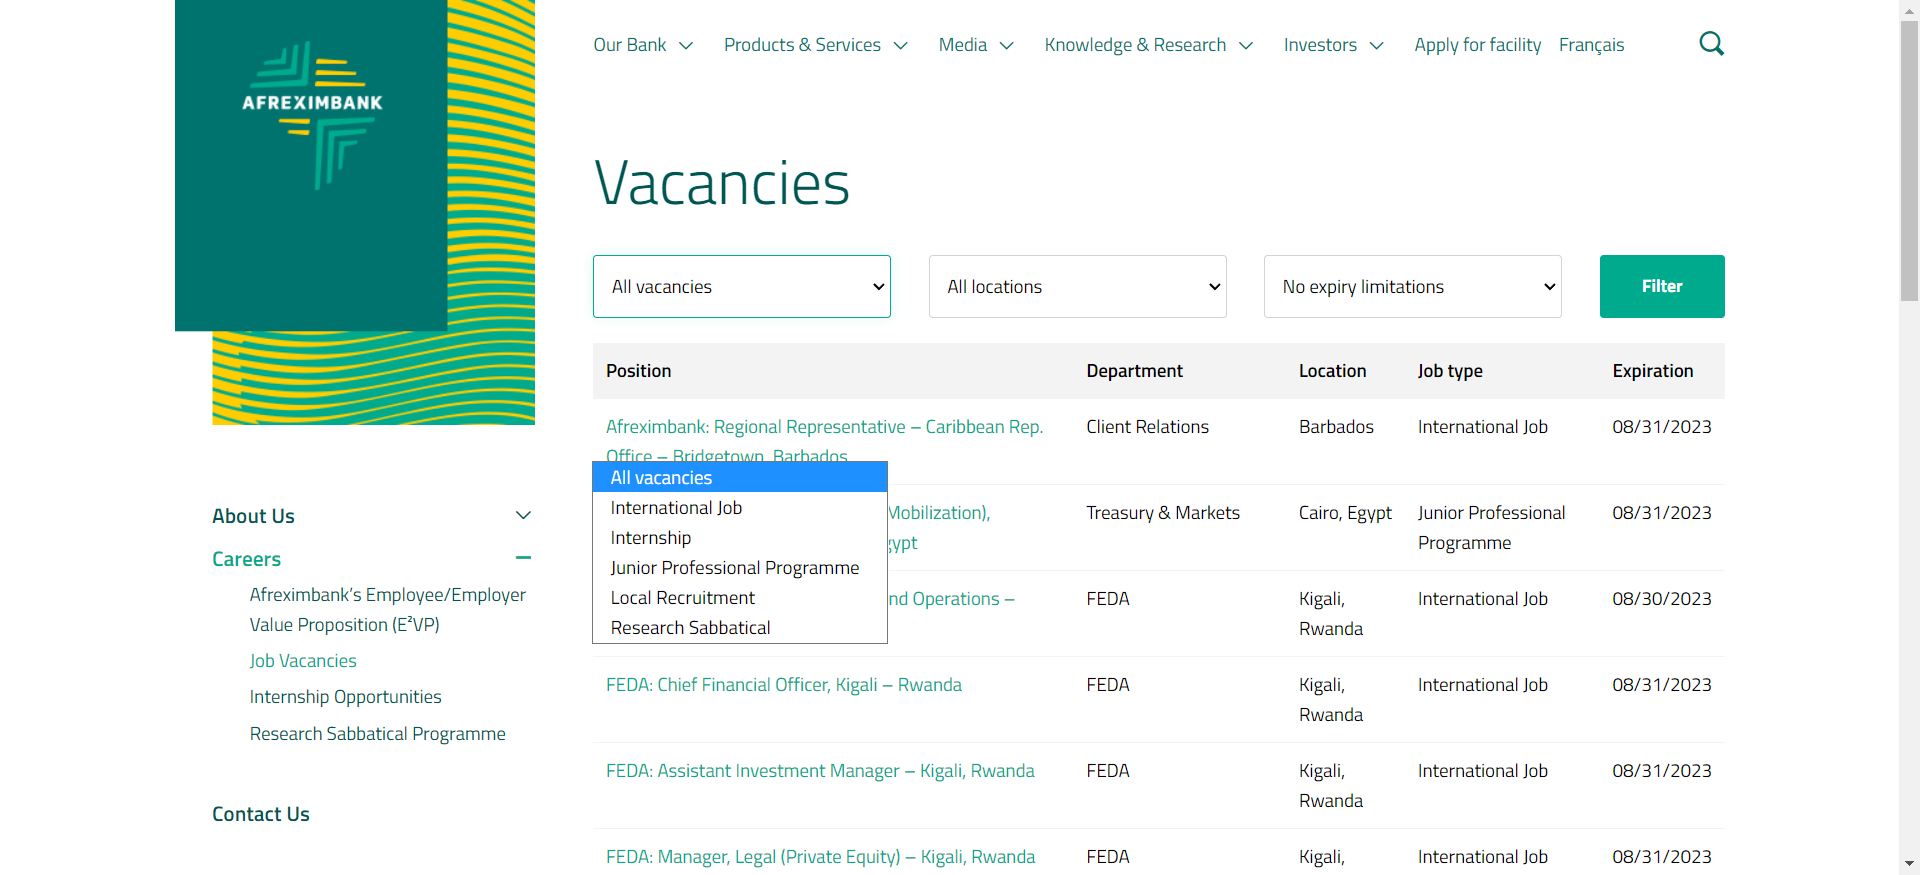 AFREXIMBANK
Our Bank
Products & Services
Media
Knowledge & Research
Investors
Apply for facility
Français
Vacancies
All vacancies
All locations
No expiry limitations
Filter
Position Department Location Job type Expiration
Afreximbank: Regional Representative – Caribbean Rep. Client Relations Barbados International Job 08/31/2023
Office – Bridgetown, Barbados
All vacancies
International Job
Internship
Junior Professional Programme
Local Recruitment
Research Sabbatical
Mobilization), Treasury & Markets Cairo, Egypt Junior Professional 08/31/2023
Programme
Operations – FEDA Kigali, International Job 08/30/2023
Rwanda
FEDA: Chief Financial Officer, Kigali – Rwanda FEDA Kigali, International Job 08/31/2023
Rwanda
FEDA: Assistant Investment Manager – Kigali, Rwanda FEDA Kigali, International Job 08/31/2023
Rwanda
FEDA: Manager, Legal (Private Equity) – Kigali, Rwanda FEDA Kigali, International Job 08/31/2023
About Us
Careers
Afreximbank’s Employee/Employer
Value Proposition (E²VP)
Job Vacancies
Internship Opportunities
Research Sabbatical Programme
Contact Us